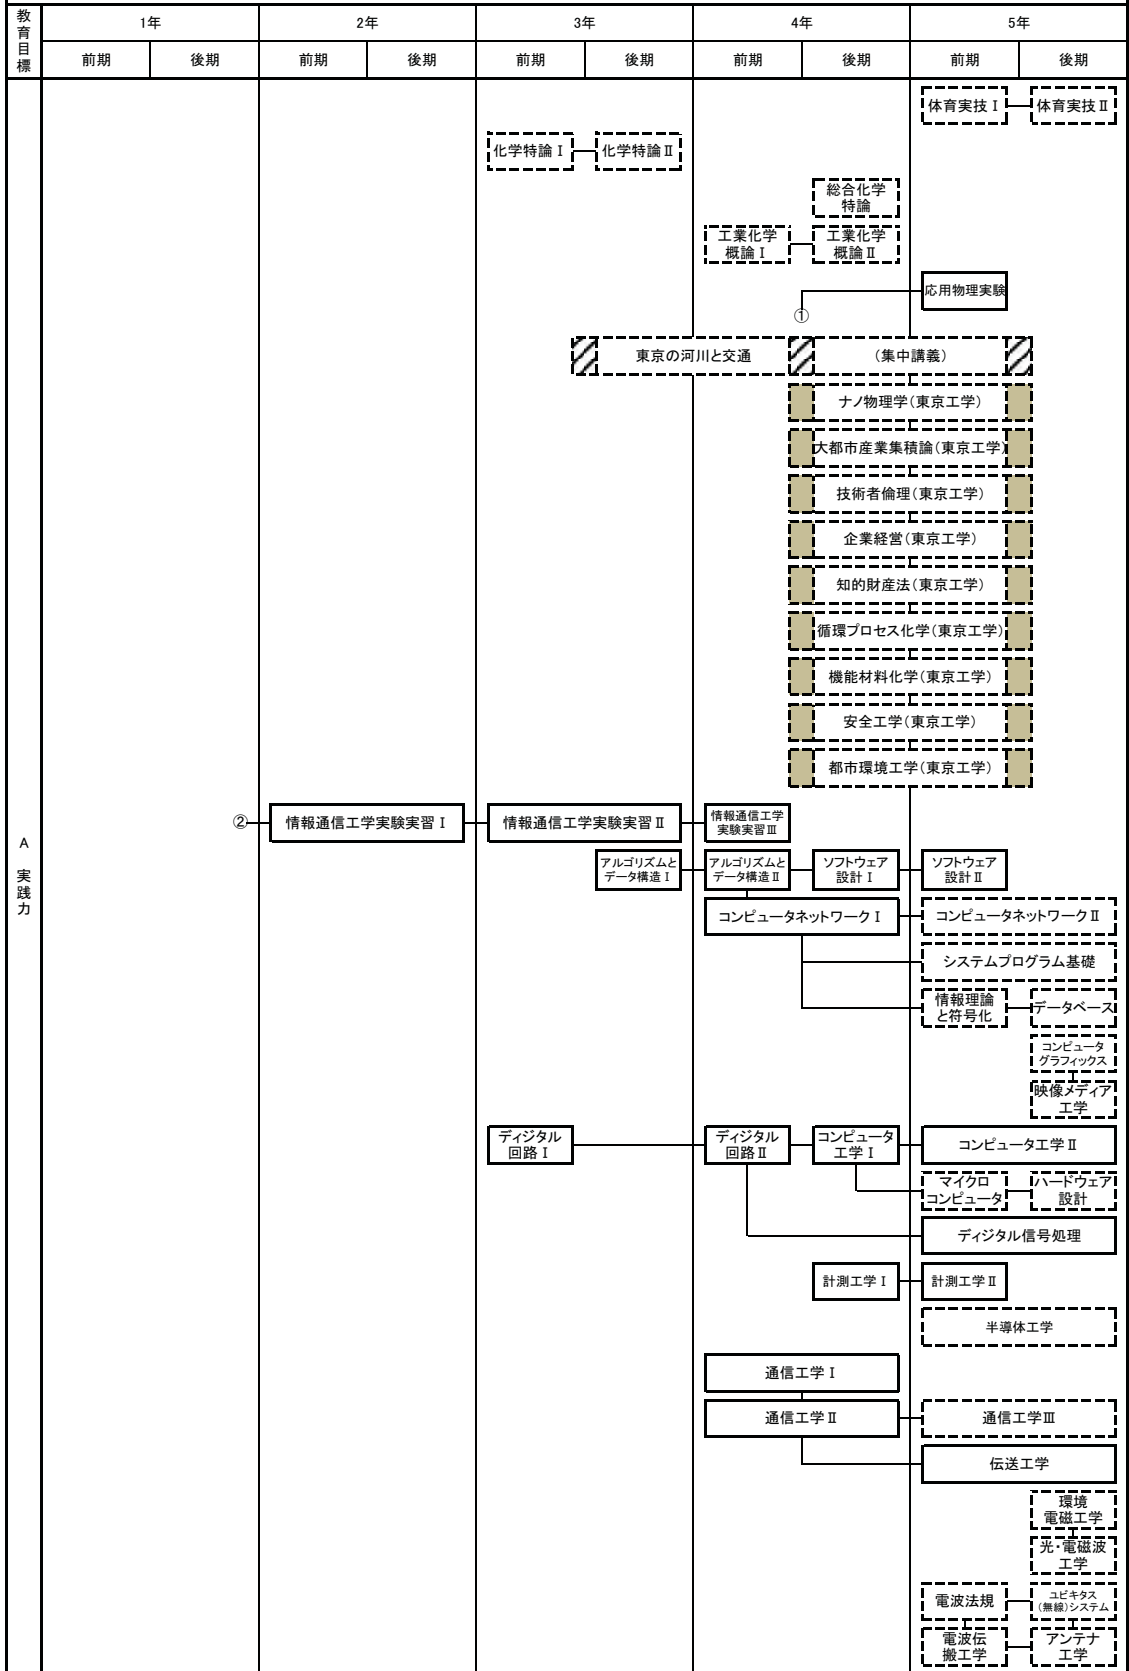 教育目標
1年
2年
3年
4年
5年
前期
後期
前期
後期
前期
後期
前期
後期
前期
後期
体育実技Ⅰ
体育実技Ⅱ
化学特論Ⅰ
化学特論Ⅱ
総合化学
特論
工業化学
概論Ⅰ
工業化学
概論Ⅱ
応用物理実験
①
東京の河川と交通
（集中講義）
ナノ物理学(東京工学)
大都市産業集積論(東京工学)
技術者倫理(東京工学)
企業経営(東京工学)
知的財産法(東京工学)
循環プロセス化学(東京工学)
機能材料化学(東京工学)
安全工学(東京工学)
都市環境工学(東京工学)
②
情報通信工学実験実習Ⅰ
情報通信工学実験実習Ⅱ
情報通信工学
実験実習Ⅲ
A 実践力
アルゴリズムと
データ構造Ⅰ
アルゴリズムと
データ構造Ⅱ
ソフトウェア
設計Ⅰ
ソフトウェア
設計Ⅱ
コンピュータネットワークⅠ
コンピュータネットワークⅡ
システムプログラム基礎
情報理論
と符号化
データベース
コンピュータ
グラフィックス
映像メディア
工学
ディジタル
回路Ⅰ
ディジタル
回路Ⅱ
コンピュータ
工学Ⅰ
コンピュータ工学Ⅱ
マイクロ
コンピュータ
ハードウェア
設計
ディジタル信号処理
計測工学Ⅰ
計測工学Ⅱ
半導体工学
通信工学Ⅰ
通信工学Ⅱ
通信工学Ⅲ
伝送工学
環境
電磁工学
光・電磁波
工学
電波法規
ユビキタス
(無線)システム
電波伝
搬工学
アンテナ
工学